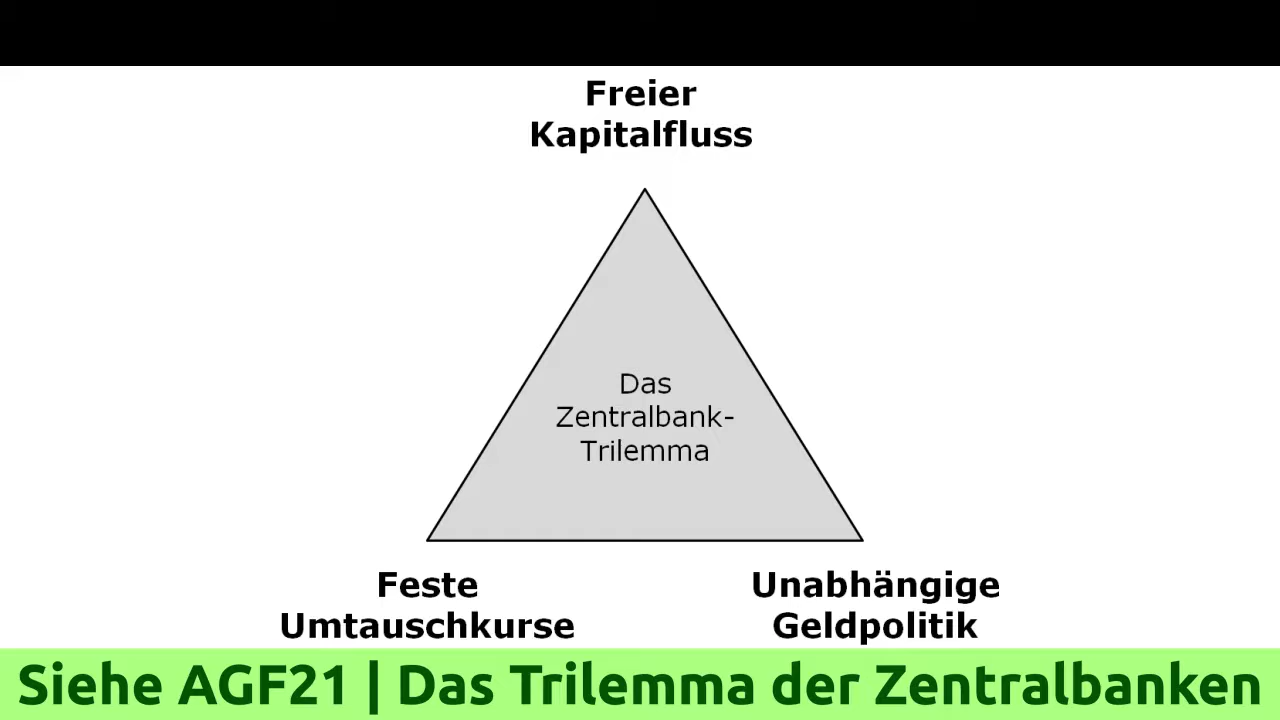 Freier
Kapitalfluss
Das
Zentralbank-
Trilemma
Feste
Umtauschkurse
Unabhängige
Geldpolitik
Siehe AGF21 | Das Trilemma der Zentralbanken